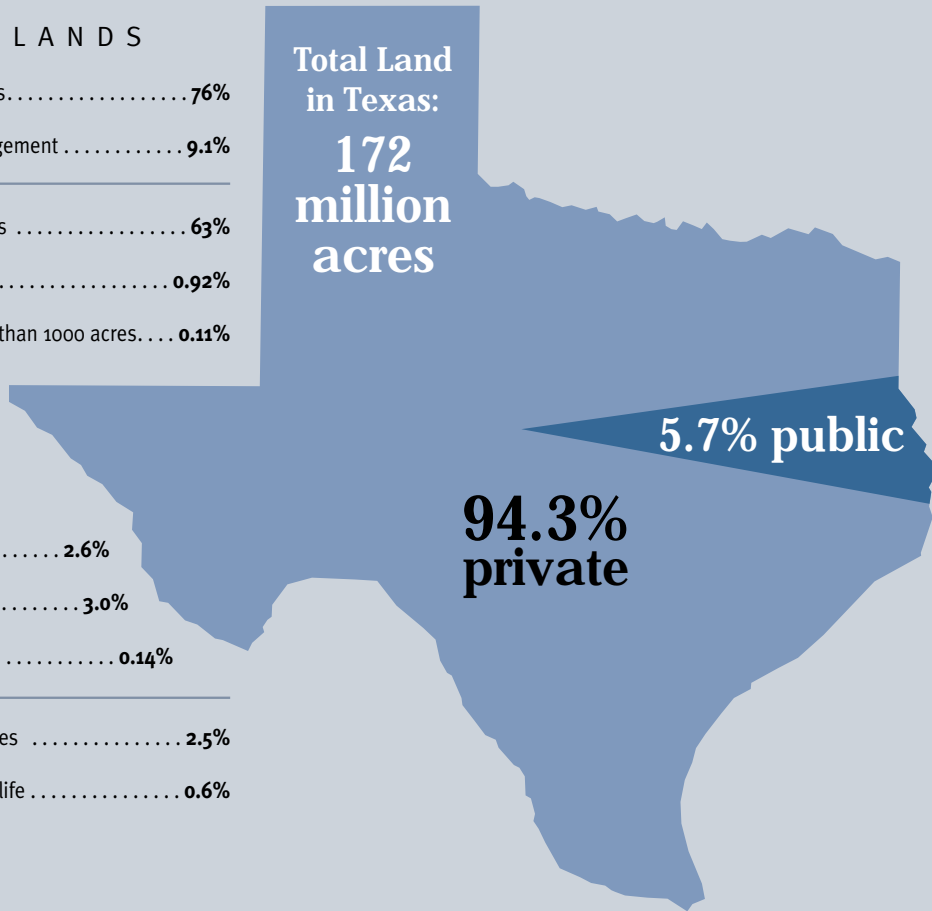 LANDS
s.................. 76%
gement ............ 9.1%
s ................. 63%
.................. 0.92%
than 1000 acres.... 0.11%
...... 2.6%
........ 3.0%
........... 0.14%
es ............... 2.5%
life ............... 0.6%
Total Land
in Texas:
172
million
acres
5.7% public
94.3%
private